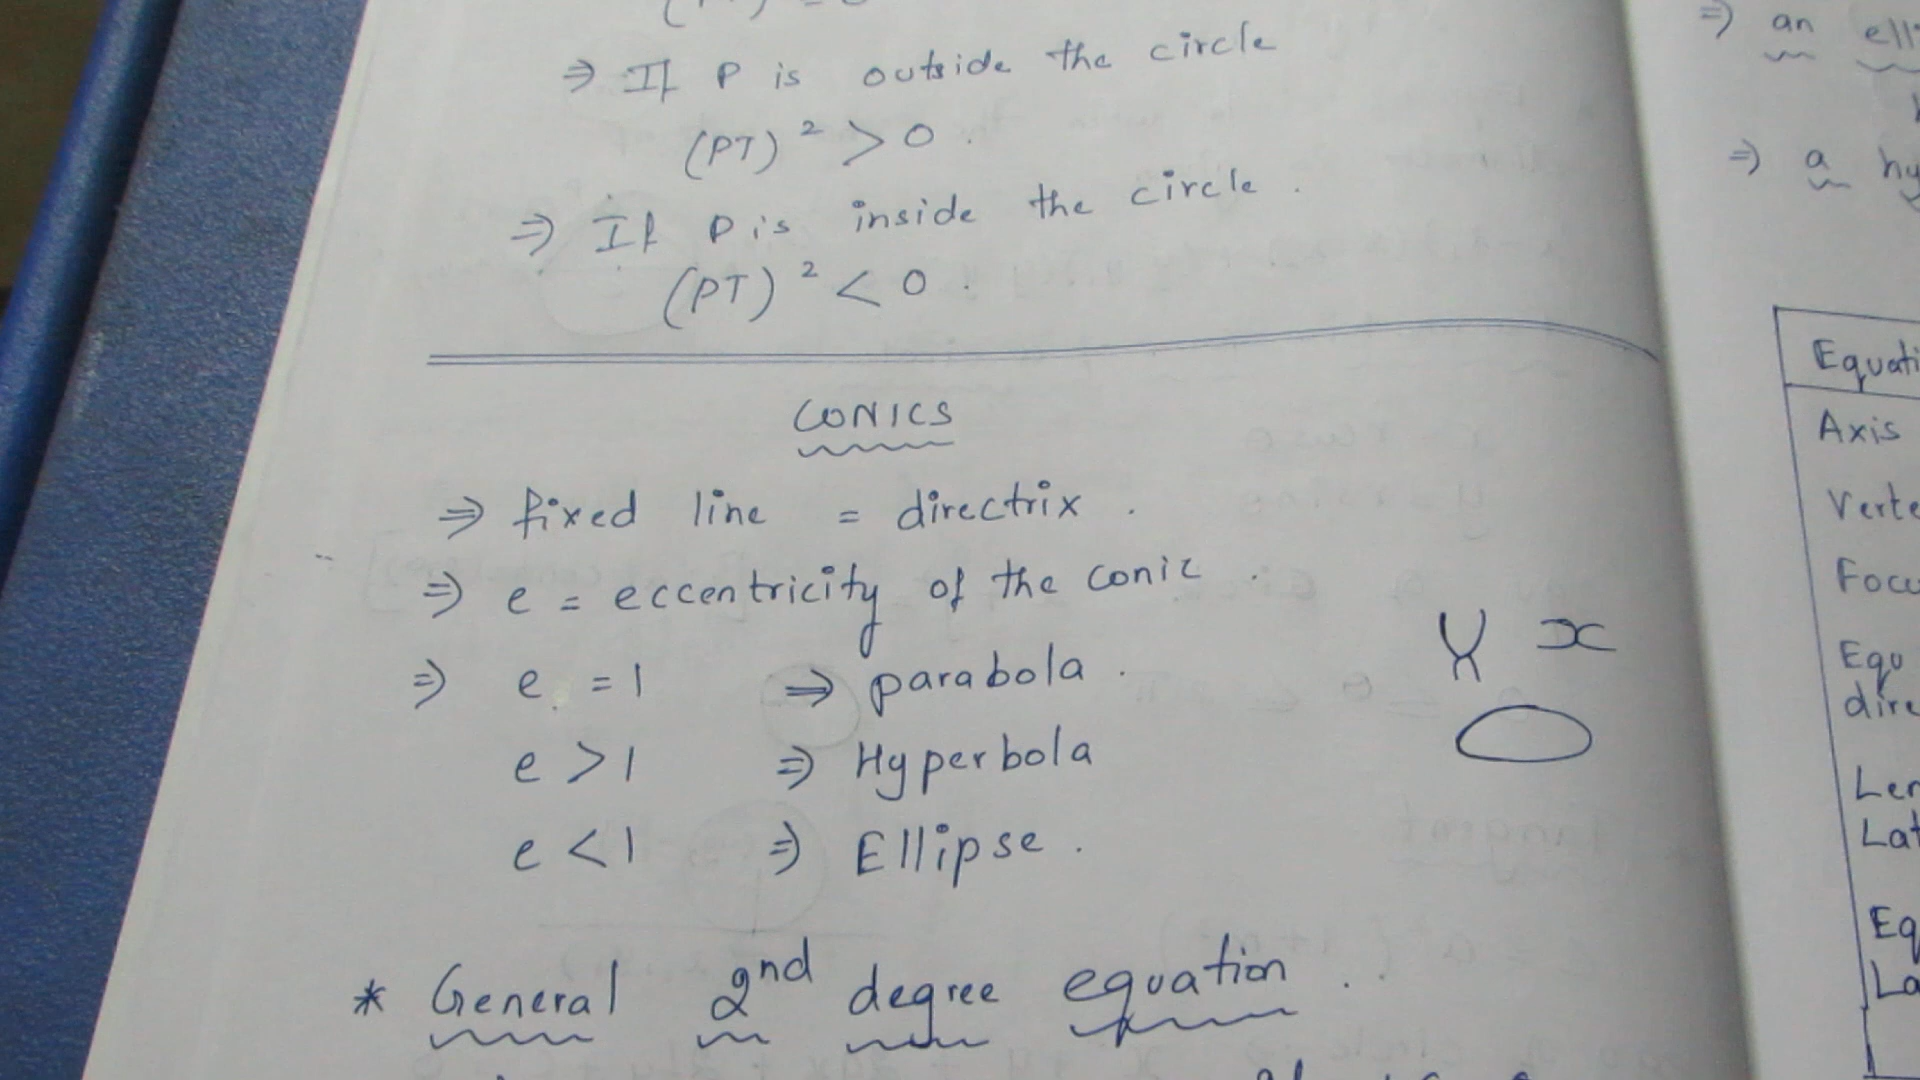 ⇒ If P is outside the circle
(PT)² > 0.
⇒ If P is inside the circle.
(PT)² < 0.
CONICS
⇒ fixed line = directrix.
⇒ e = eccentricity of the conic.
⇒ e = 1 ⇒ parabola.
e > 1 ⇒ Hyperbola
e < 1 ⇒ Ellipse.
* General 2nd degree equation.
⇒ an
⇒ a
Axis